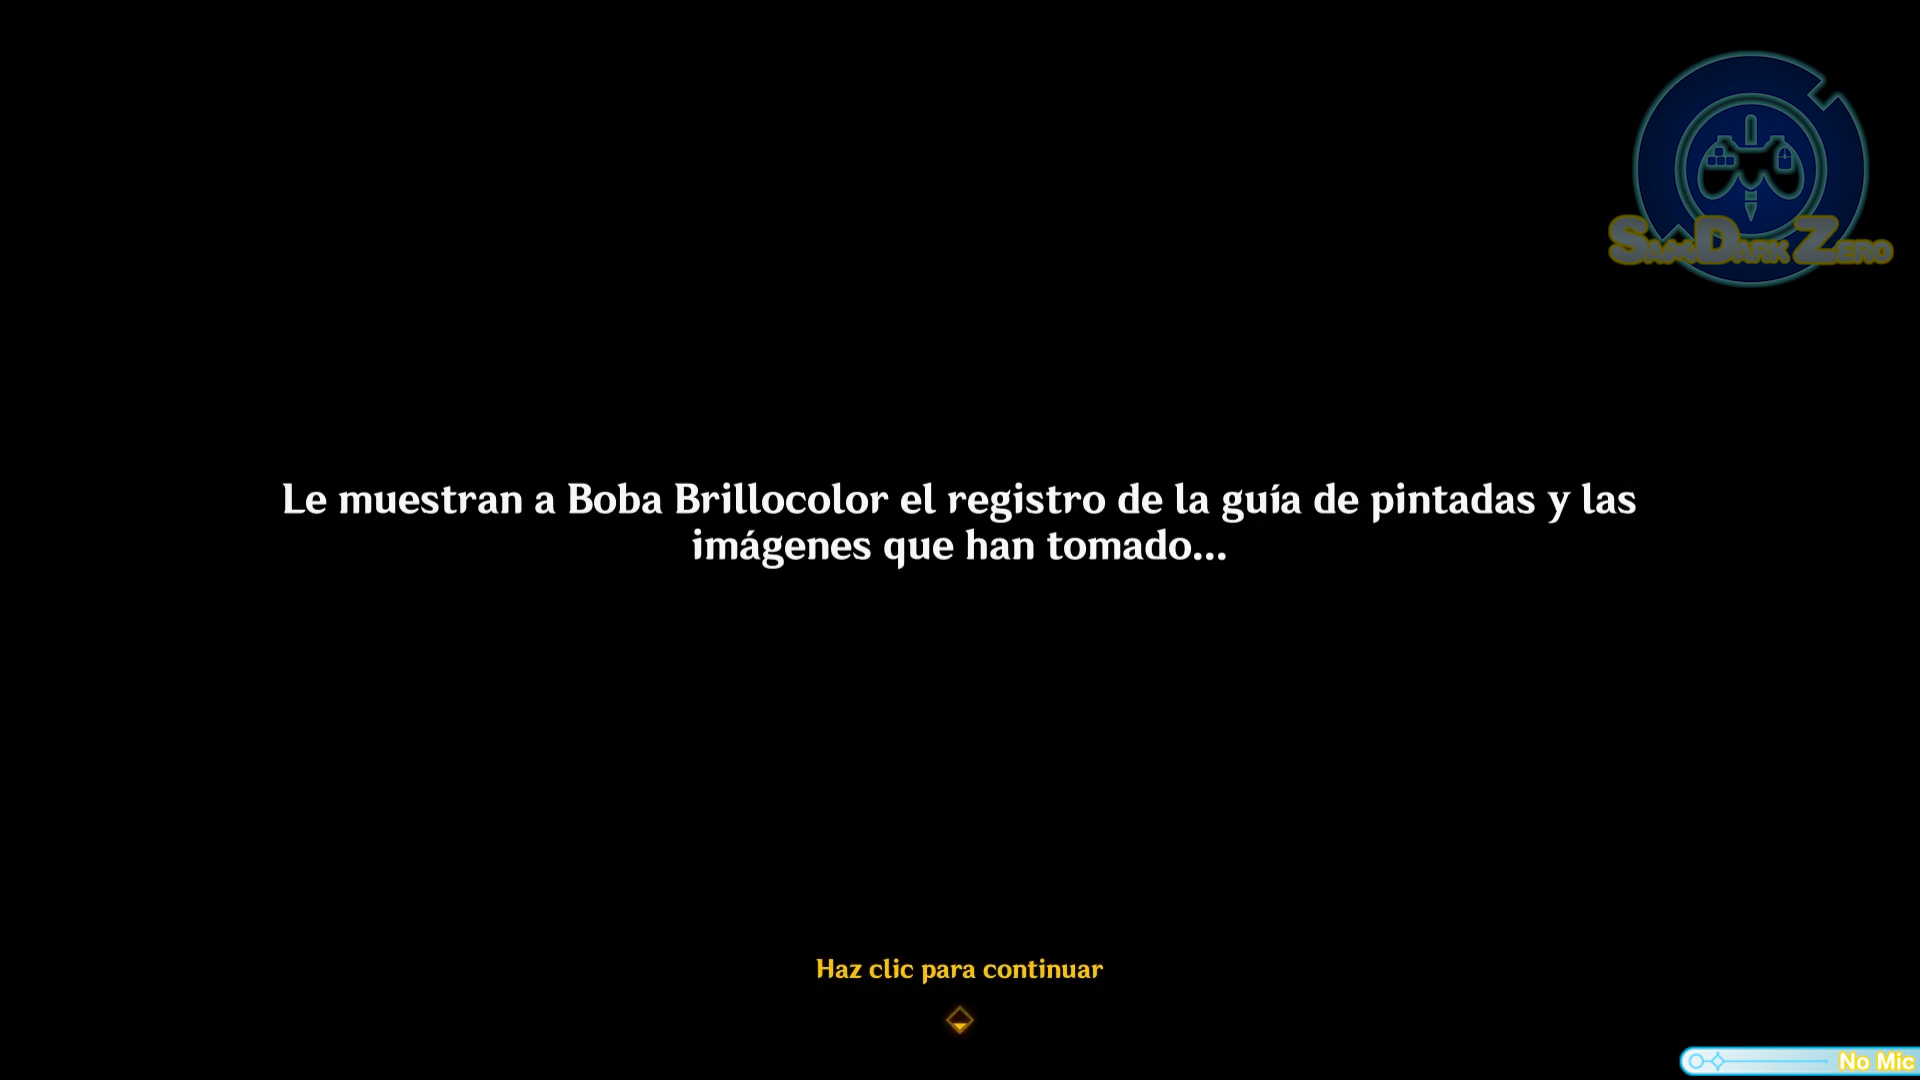 SamDark Zero
Le muestran a Boba Brillocolor el registro de la guía de pintadas y las
imágenes que han tomado...
Haz clic para continuar
No Mic